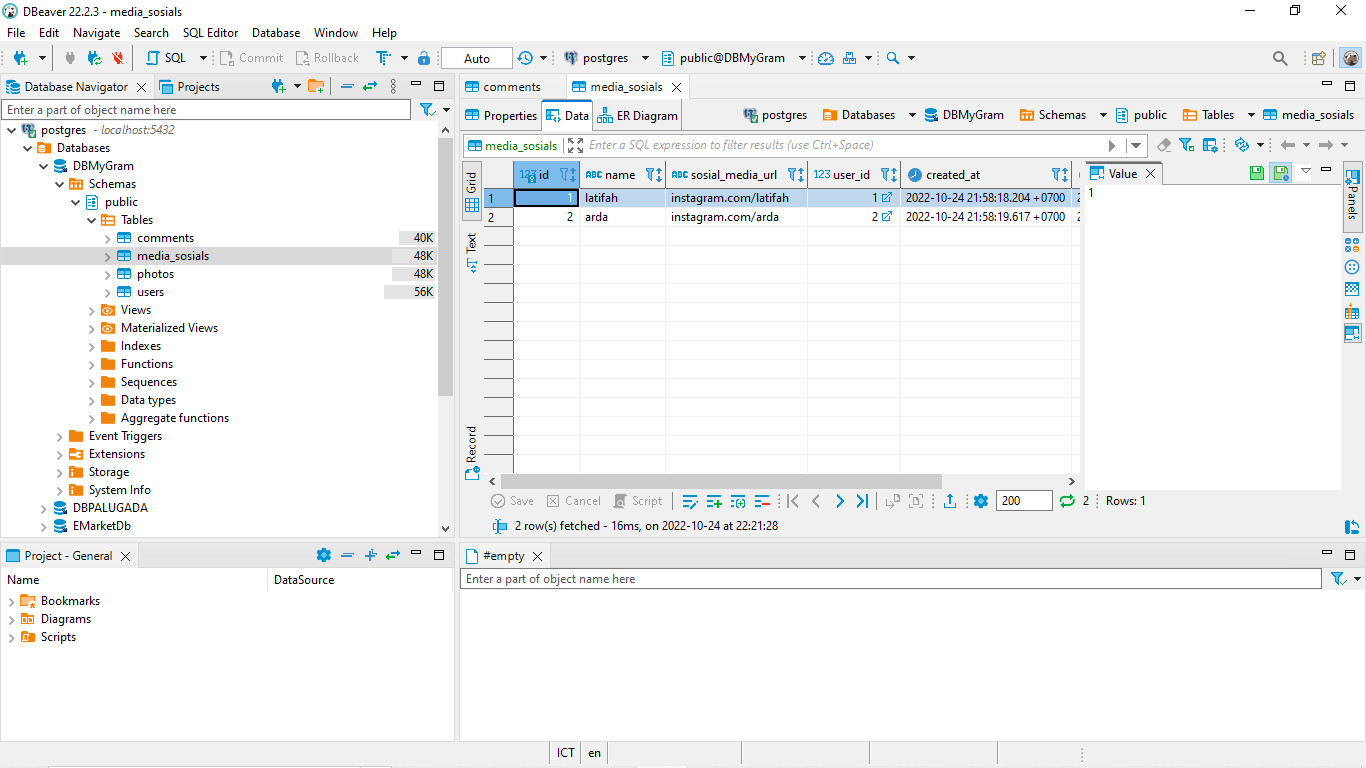 DBeaver 22.2.3 - media_sosials
File Edit Navigate Search SQL Editor Database Window Help
SQL Commit Rollback Auto postgres public@DBMyGram
Database Navigator Projects
Enter a part of object name here
postgres - localhost:5432
Databases
DBMyGram
Schemas
public
Tables
comments 40K
media_sosials 48K
photos 48K
users 56K
Views
Materialized Views
Indexes
Functions
Sequences
Data types
Aggregate functions
Event Triggers
Extensions
Storage
System Info
DBPALUGADA
EMarketDb
comments media_sosials
Properties Data ER Diagram postgres Databases DBMyGram Schemas public Tables media_sosials
media_sosials Enter a SQL expression to filter results (use Ctrl+Space)
Grid
Text
Record
123 id ABC name ABC sosial_media_url 123 user_id created_at
1 1 latifah instagram.com/latifah 1 2022-10-24 21:58:18.204 +0700 2
2 2 arda instagram.com/arda 2 2022-10-24 21:58:19.617 +0700 2
Value
1
Panels
Save Cancel Script 200 2 Rows: 1
2 row(s) fetched - 16ms, on 2022-10-24 at 22:21:28
Project - General
Name DataSource
Bookmarks
Diagrams
Scripts
#empty
Enter a part of object name here
ICT en